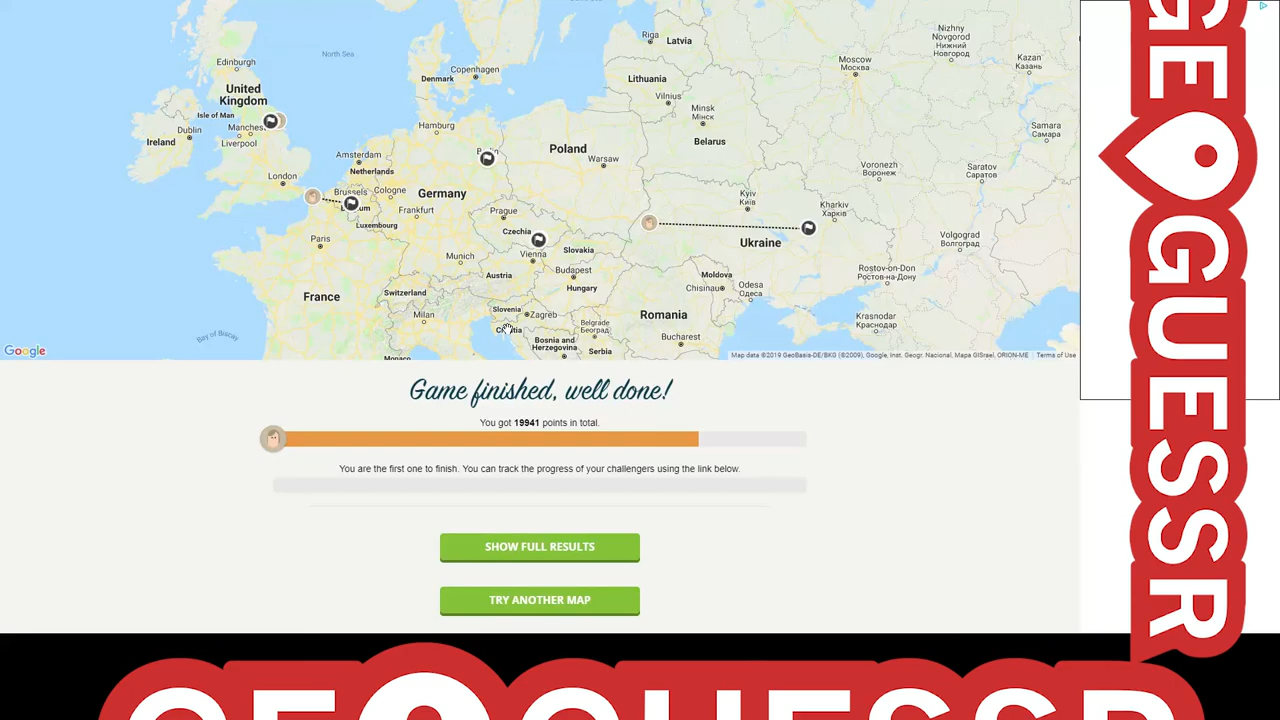 North Sea
Edinburgh
United
Kingdom
Isle of Man
Dublin
Ireland
Liverpool
London
Denmark
Copenhagen
Hamburg
Amsterdam
Netherlands
Brussels
Cologne
Germany
Frankfurt
Luxembourg
Paris
France
Bay of Biscay
Switzerland
Milan
Monaco
Munich
Austria
Prague
Czechia
Vienna
Slovakia
Budapest
Hungary
Slovenia
Zagreb
Bosnia and
Herzegovina
Belgrade
Београд
Serbia
Romania
Bucharest
Moldova
Chisinau
Odesa
Одеса
Ukraine
Kyiv
Київ
Kharkiv
Харків
Poland
Warsaw
Belarus
Minsk
Минск
Vilnius
Lithuania
Riga
Latvia
Moscow
Москва
Nizhny
Novgorod
Нижний
Новгород
Kazan
Казань
Samara
Самара
Saratov
Саратов
Voronezh
Воронеж
Volgograd
Волгоград
Rostov-on-Don
Ростов-на-Дону
Krasnodar
Краснодар
Google
Map data ©2019 GeoBasis-DE/BKG (©2009), Google, Inst. Geogr. Nacional, Mapa GISrael, ORION-ME
Terms of Use
Game finished, well done!
You got 19941 points in total.
You are the first one to finish. You can track the progress of your challengers using the link below.
SHOW FULL RESULTS
TRY ANOTHER MAP
GEOGUESSR
GEOGUESSR